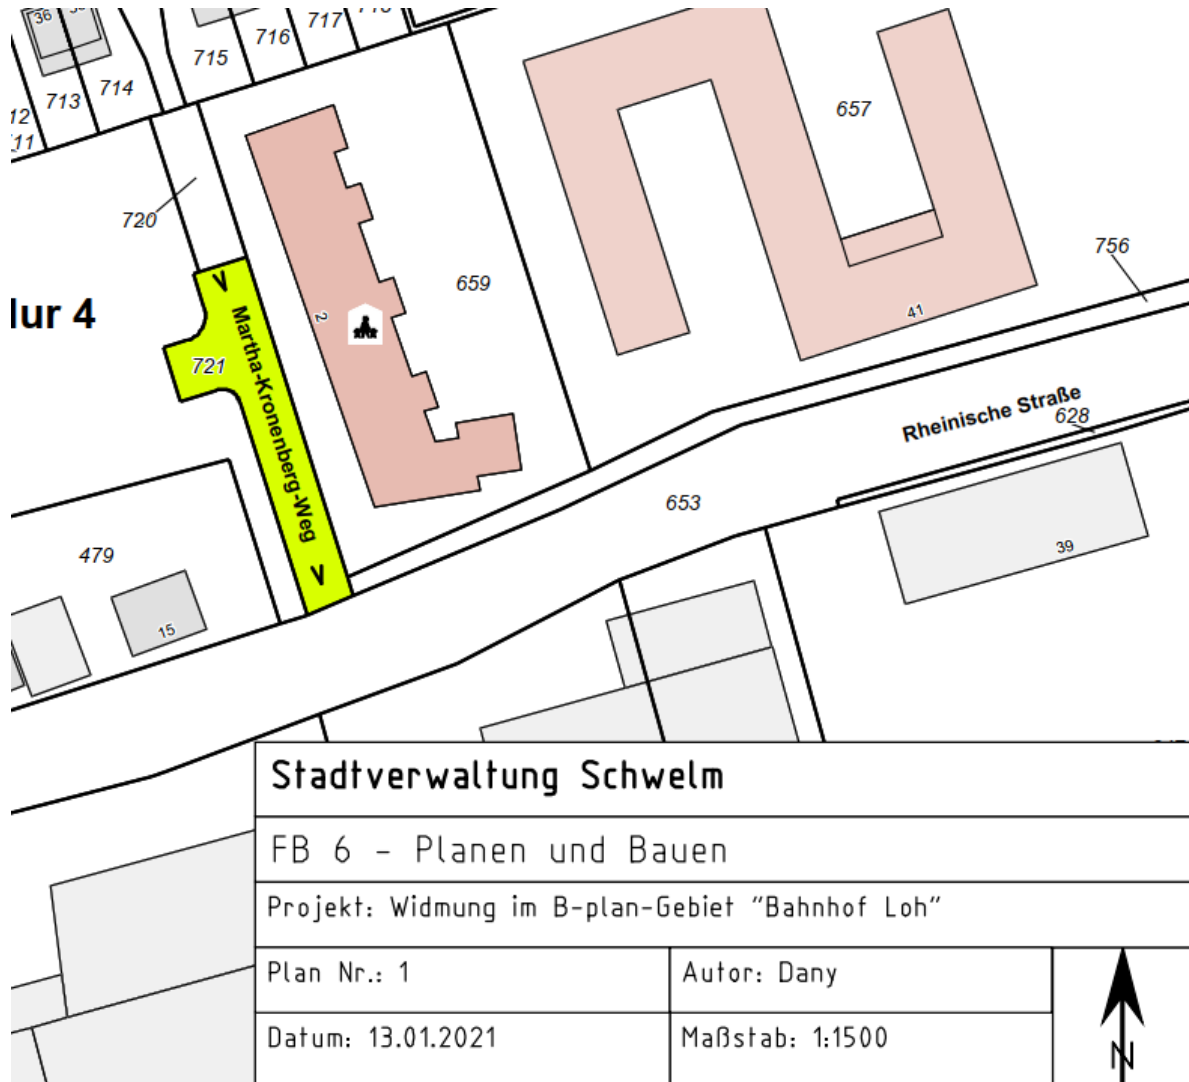 36
715
716
717
713
714
12
11
657
720
756
659
lur 4
2
41
721
Martha-Kronenberg-Weg
Rheinische Straße
628
653
479
39
15
Stadtverwaltung Schwelm
FB 6 - Planen und Bauen
Projekt: Widmung im B-plan-Gebiet "Bahnhof Loh"
Plan Nr.: 1
Autor: Dany
Datum: 13.01.2021
Maßstab: 1:1500
N